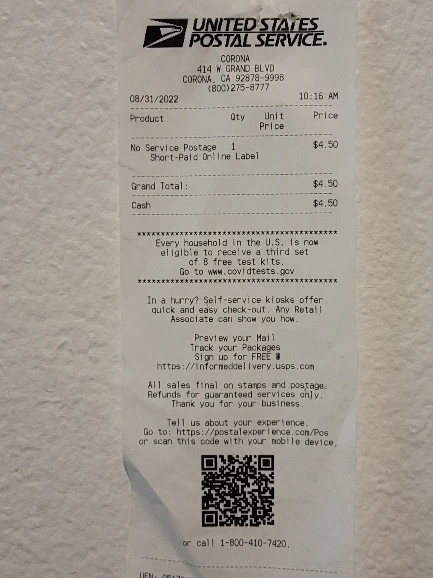 UNITED STATES
POSTAL SERVICE.
CORONA
414 W GRAND BLVD
CORONA, CA 92878-9998
(800)275-8777
08/31/2022 10:16 AM
Product Qty Unit Price
Price
No Service Postage 1 $4.50
Short-Paid Online Label
Grand Total: $4.50
Cash $4.50
Every household in the U.S. is now
eligible to receive a third set
of 8 free test kits.
Go to www.covidtests.gov
In a hurry? Self-service kiosks offer
quick and easy check-out. Any Retail
Associate can show you how.
Preview your Mail
Track your Packages
Sign up for FREE @
https://informeddelivery.usps.com
All sales final on stamps and postage.
Refunds for guaranteed services only.
Thank you for your business.
Tell us about your experience.
Go to: https://postalexperience.com/Pos
or scan this code with your mobile device,
or call 1-800-410-7420.
UFN: